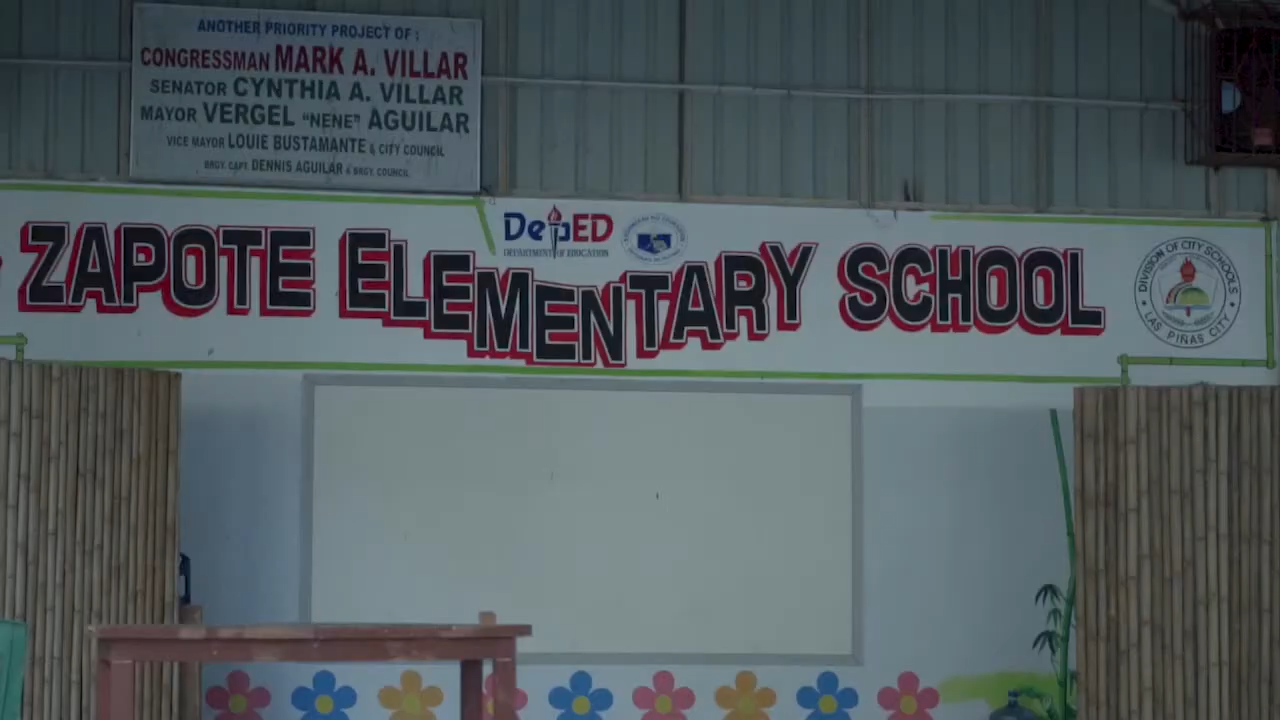 ANOTHER PRIORITY PROJECT OF :
CONGRESSMAN MARK A. VILLAR
SENATOR CYNTHIA A. VILLAR
MAYOR VERGEL "NENE" AGUILAR
VICE MAYOR LOUIE BUSTAMANTE & CITY COUNCIL
BRGY. CAPT. DENNIS AGUILAR & BRGY. COUNCIL
DepED
DEPARTMENT OF EDUCATION
ZAPOTE ELEMENTARY SCHOOL
DIVISION OF CITY SCHOOLS
LAS PIÑAS CITY